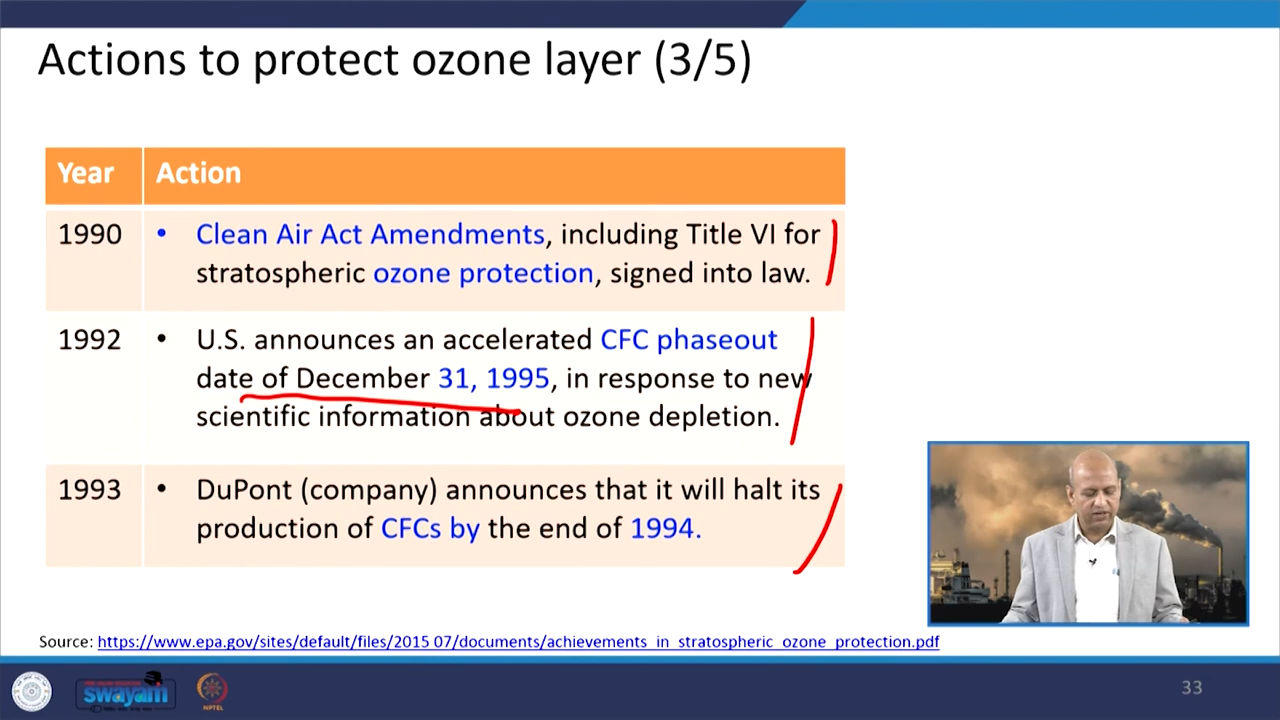 Actions to protect ozone layer (3/5)
Year Action
1990 • Clean Air Act Amendments, including Title VI for
stratospheric ozone protection, signed into law.
1992 • U.S. announces an accelerated CFC phaseout
date of December 31, 1995, in response to new
scientific information about ozone depletion.
1993 • DuPont (company) announces that it will halt its
production of CFCs by the end of 1994.
Source: https://www.epa.gov/sites/default/files/2015 07/documents/achievements_in_stratospheric_ozone_protection.pdf
swayam
NPTEL
33